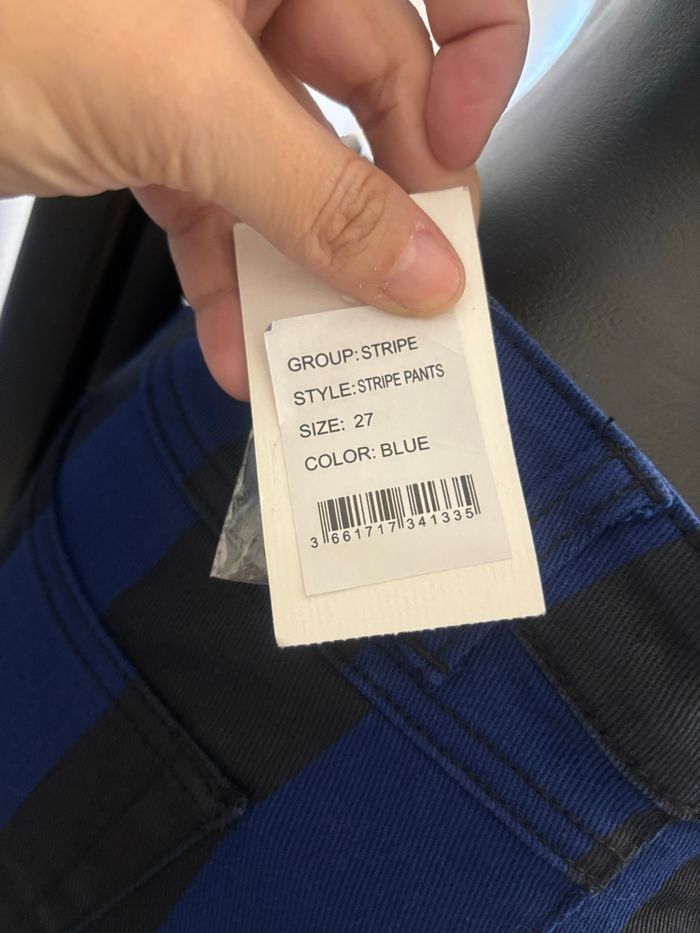 GROUP: STRIPE
STYLE: STRIPE PANTS
SIZE: 27
COLOR: BLUE
3 661717 341335